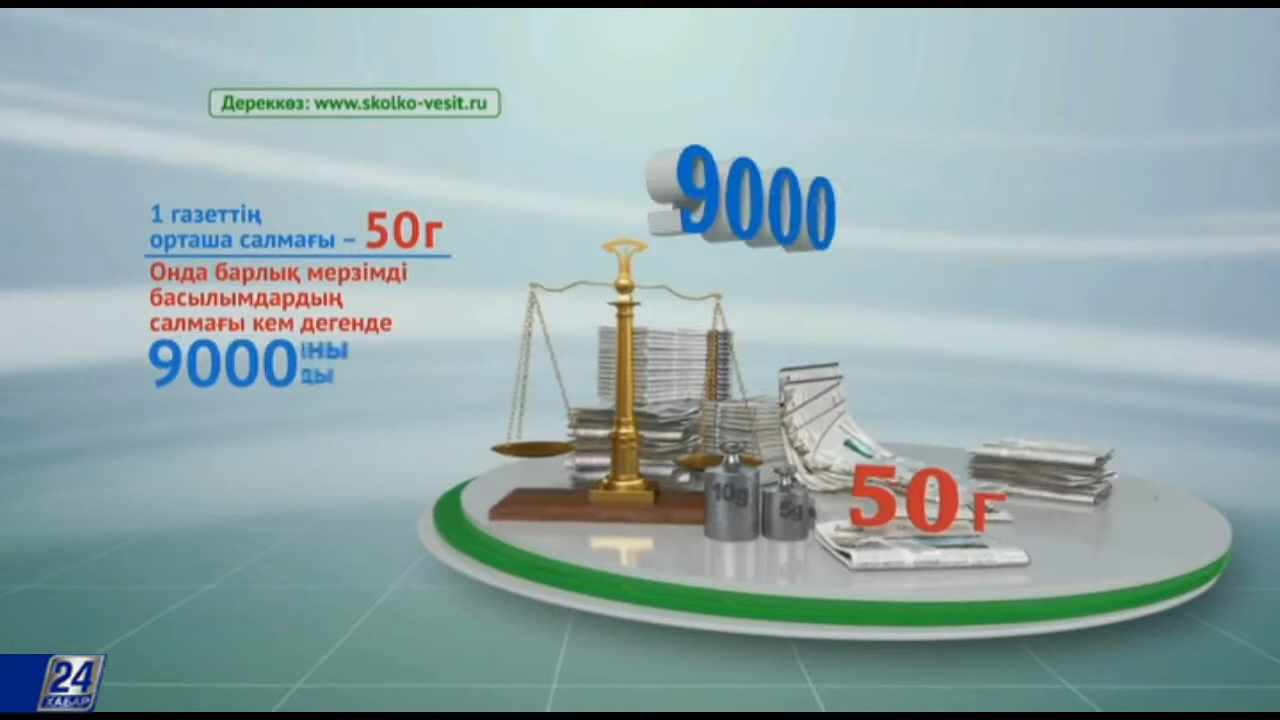 Дереккөз: www.skolko-vesit.ru
9000
1 газеттің
орташа салмағы – 50г
Онда барлық мерзімді
басылымдардың
салмағы кем дегенде
9000
10g
5g
50г
24
ХАБАР